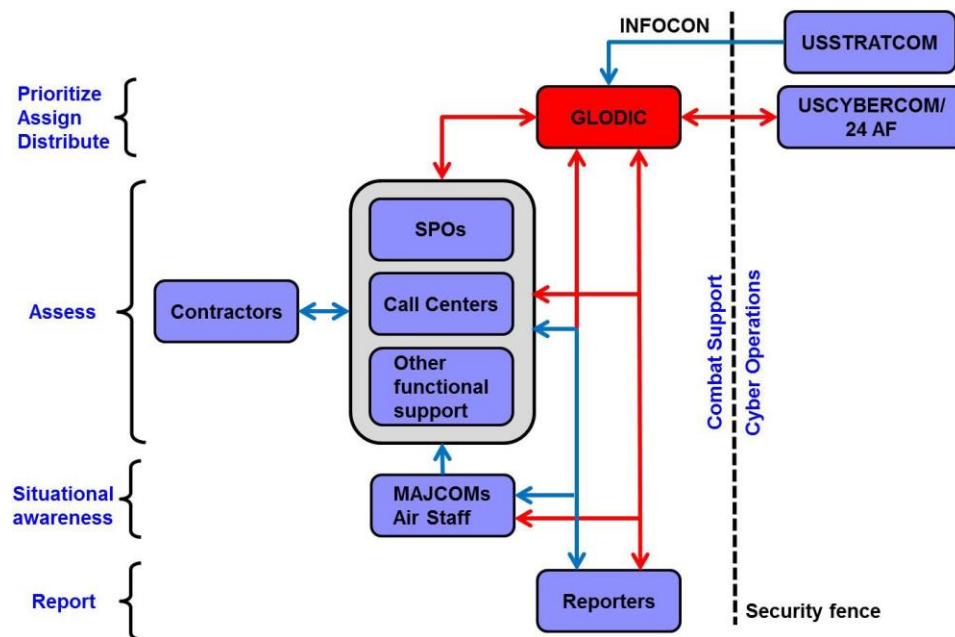 INFOCON
USSTRATCOM
Prioritize
Assign
Distribute
GLODIC
USCYBERCOM/
24 AF
SPOs
Assess
Contractors
Call Centers
Other
functional
support
Combat Support
Cyber Operations
Situational
awareness
MAJCOMs
Air Staff
Report
Reporters
Security fence